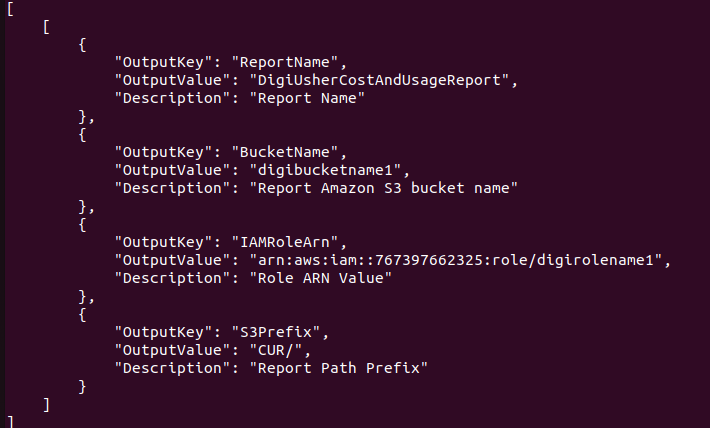 [
    [
        {
            "OutputKey": "ReportName",
            "OutputValue": "DigiUsherCostAndUsageReport",
            "Description": "Report Name"
        },
        {
            "OutputKey": "BucketName",
            "OutputValue": "digibucketname1",
            "Description": "Report Amazon S3 bucket name"
        },
        {
            "OutputKey": "IAMRoleArn",
            "OutputValue": "arn:aws:iam::767397662325:role/digirolename1",
            "Description": "Role ARN Value"
        },
        {
            "OutputKey": "S3Prefix",
            "OutputValue": "CUR/",
            "Description": "Report Path Prefix"
        }
    ]
]